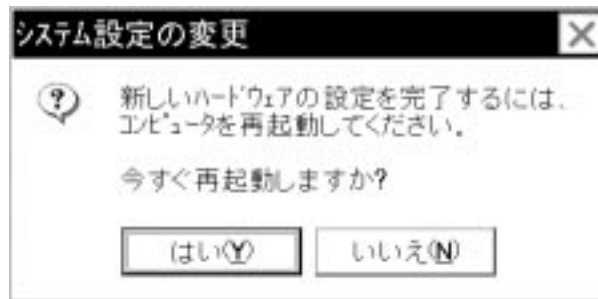 ｼｽﾃﾑ設定の変更
新しいﾊｰﾄﾞｳｪｱの設定を完了するには、
ｺﾝﾋﾟｭｰﾀを再起動してください。
今すぐ再起動しますか?
はい(Y)
いいえ(N)